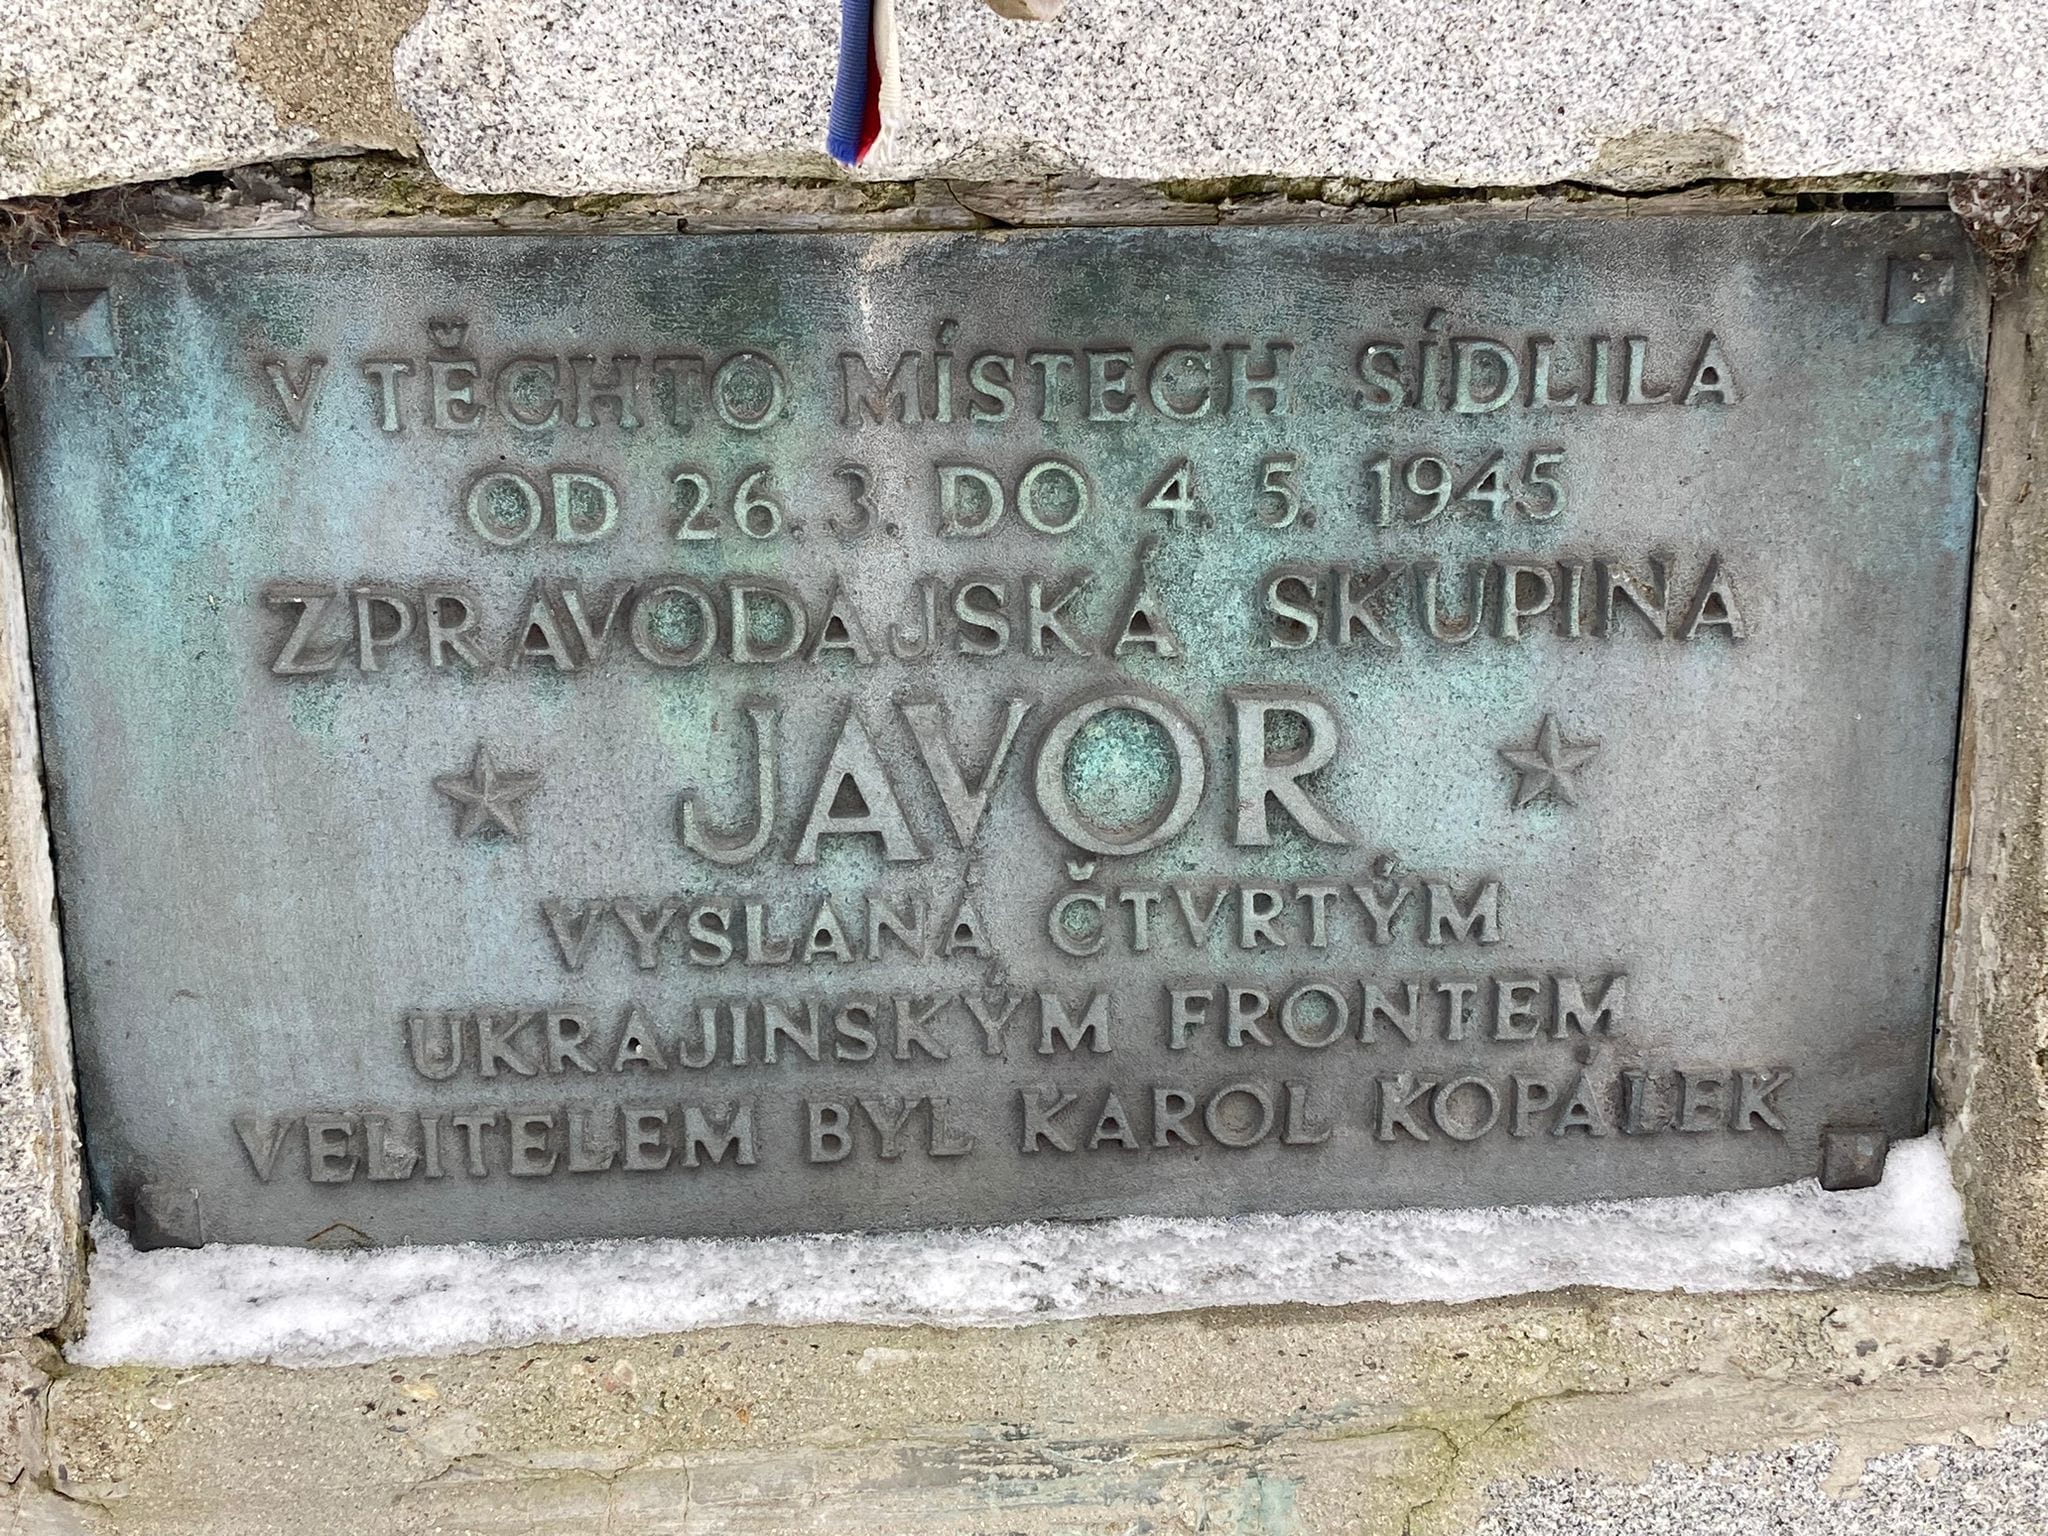 V TĚCHTO MÍSTECH SÍDLILA
OD 26. 3. DO 4. 5. 1945
ZPRAVODAJSKÁ SKUPINA
JAVOR
VYSLANÁ ČTVRTÝM
UKRAJINSKÝM FRONTEM
VELITELEM BYL KAROL KOPÁLEK